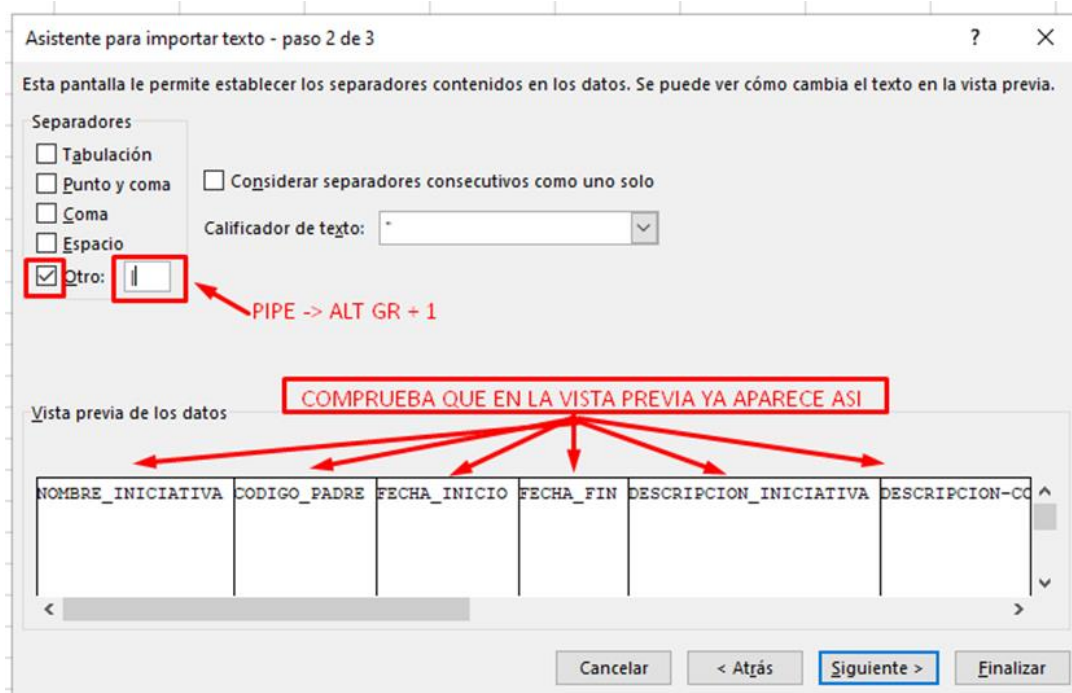 Asistente para importar texto - paso 2 de 3
? X
Esta pantalla le permite establecer los separadores contenidos en los datos. Se puede ver cómo cambia el texto en la vista previa.
Separadores
Tabulación
Punto y coma
Coma
Espacio
Otro: |
Considerar separadores consecutivos como uno solo
Calificador de texto: "
PIPE -> ALT GR + 1
COMPRUEBA QUE EN LA VISTA PREVIA YA APARECE ASI
Vista previa de los datos
NOMBRE_INICIATIVA CODIGO_PADRE FECHA_INICIO FECHA_FIN DESCRIPCION_INICIATIVA DESCRIPCION-CO
Cancelar < Atrás Siguiente > Finalizar